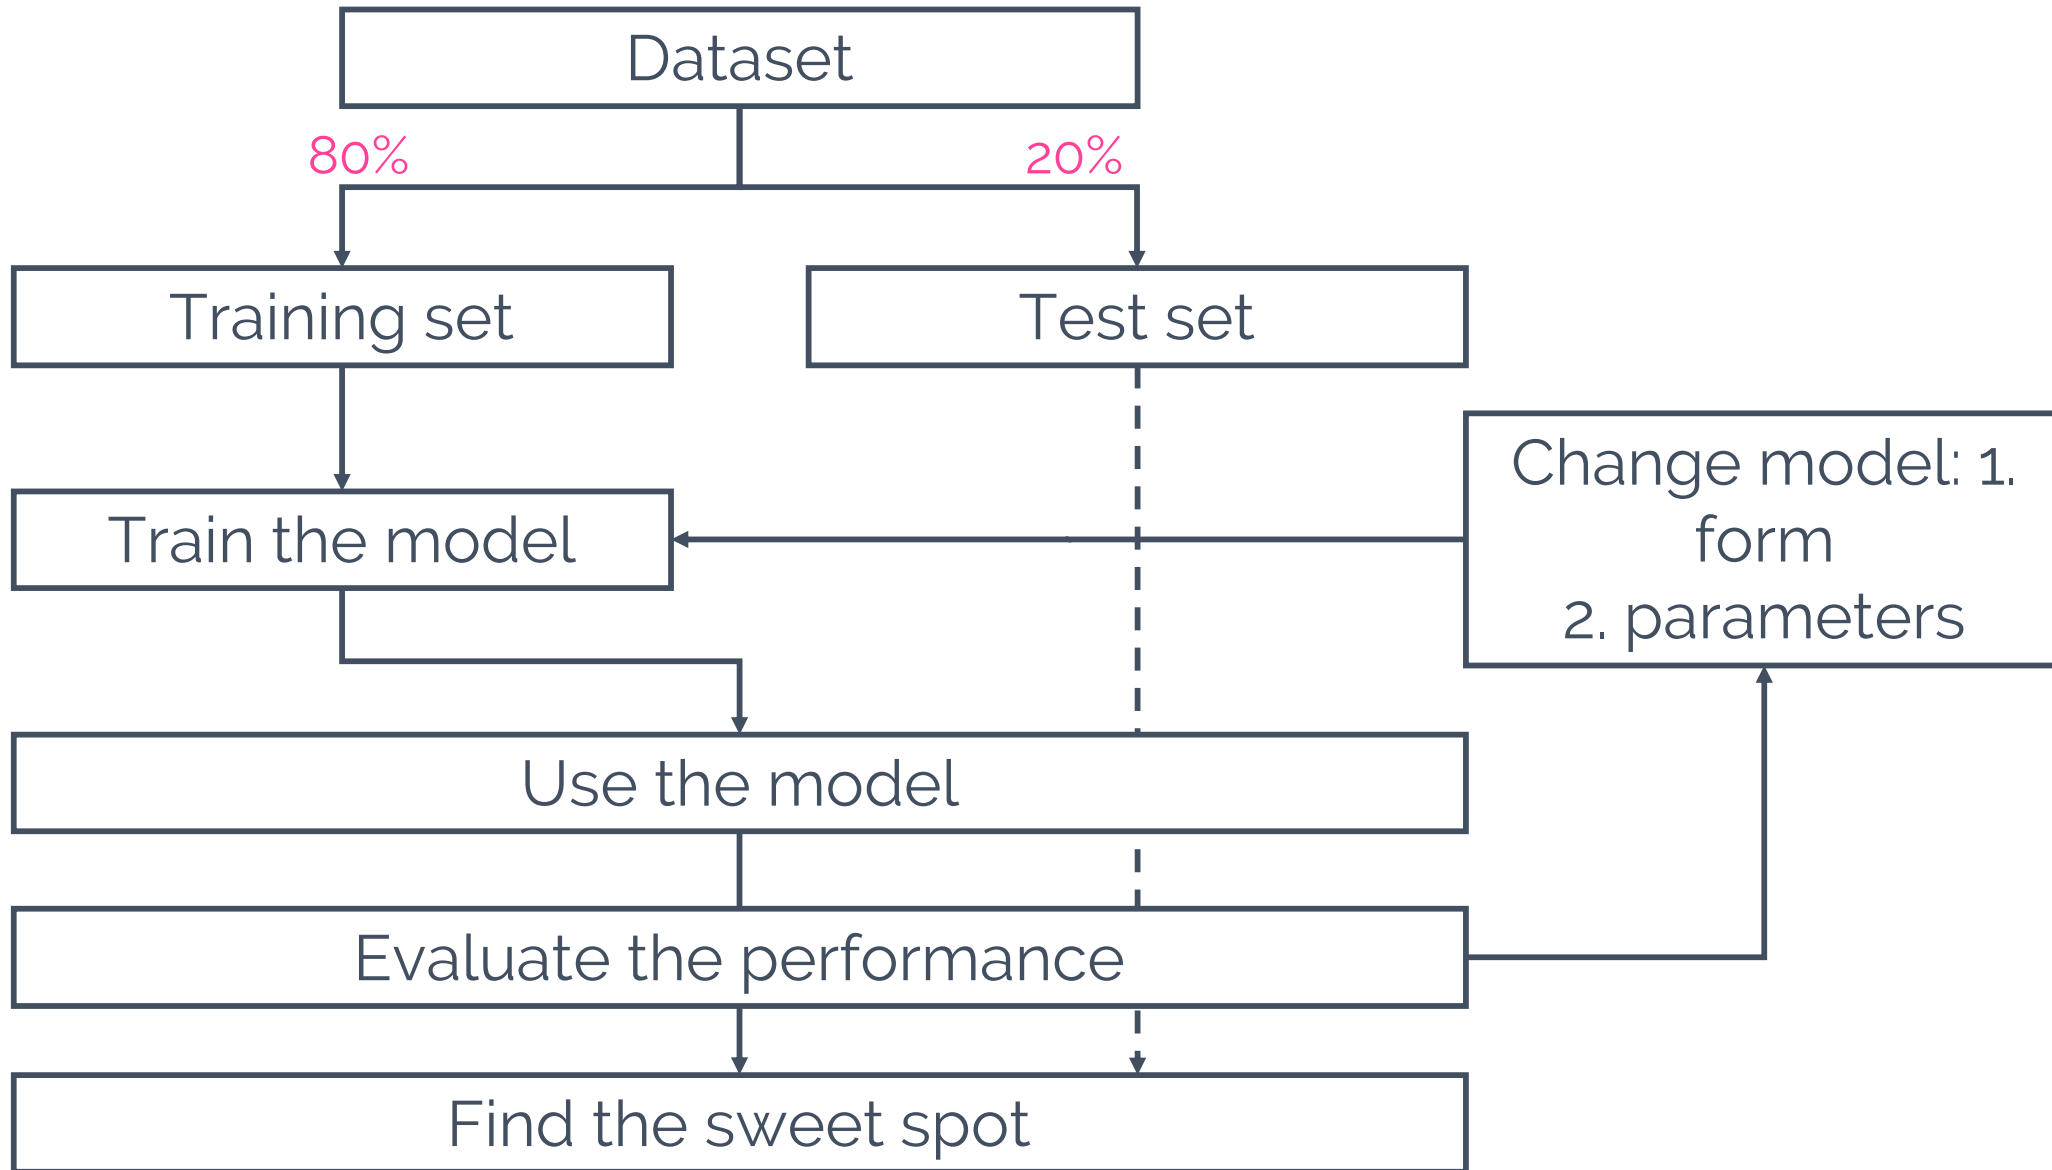 Dataset
80%
20%
Training set
Test set
Change model: 1.
form
2. parameters
Train the model
Use the model
Evaluate the performance
Find the sweet spot